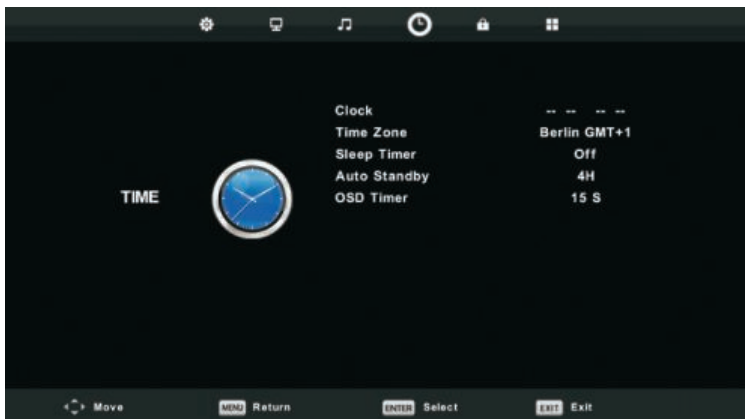 Clock -- -- -- --
Time Zone Berlin GMT+1
Sleep Timer Off
Auto Standby 4H
TIME
OSD Timer 15 S
Move MENU Return ENTER Select EXIT Exit